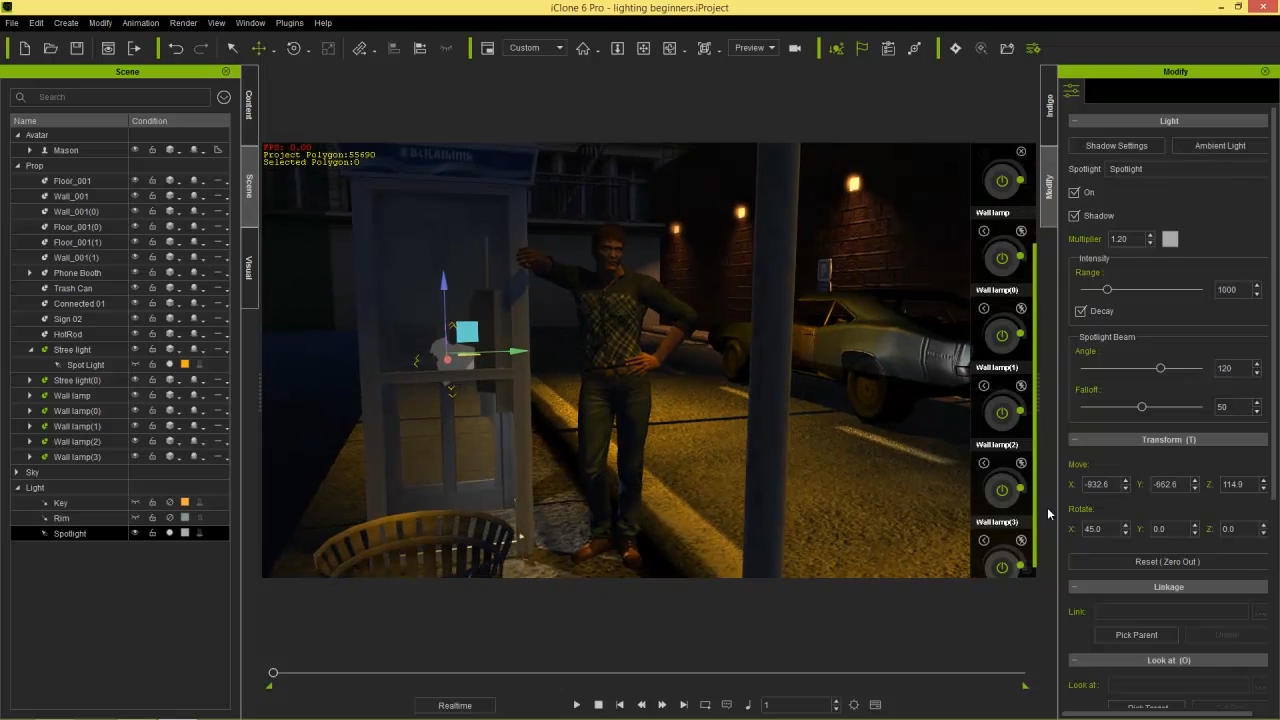 iClone 6 Pro - lighting beginners.iProject
File Edit Create Modify Animation Render View Window Plugins Help
Custom
Preview
Scene
Search
Name Condition
Avatar
Mason
Prop
Floor_001
Wall_001
Wall_001(0)
Floor_001(0)
Floor_001(1)
Wall_001(1)
Phone Booth
Trash Can
Connected 01
Sign 02
HotRod
Stree light
Spot Light
Stree light(0)
Wall lamp
Wall lamp(0)
Wall lamp(1)
Wall lamp(2)
Wall lamp(3)
Sky
Light
Key
Rim
Spotlight
Content
Scene
Visual
FPS: 0.00
Project Polygon:55690
Selected Polygon:0
Wall lamp
Wall lamp(0)
Wall lamp(1)
Wall lamp(2)
Wall lamp(3)
Realtime
1
Indigo
Modify
Modify
Light
Shadow Settings Ambient Light
Spotlight Spotlight
On
Shadow
Multiplier 1.20
Intensity
Range :
1000
Decay
Spotlight Beam
Angle :
120
Falloff :
50
Transform (T)
Move:
X: -932.6 Y: -662.6 Z: 114.9
Rotate:
X: 45.0 Y: 0.0 Z: 0.0
Reset ( Zero Out )
Linkage
Link:
Pick Parent
Look at (O)
Look at :
Pick Target